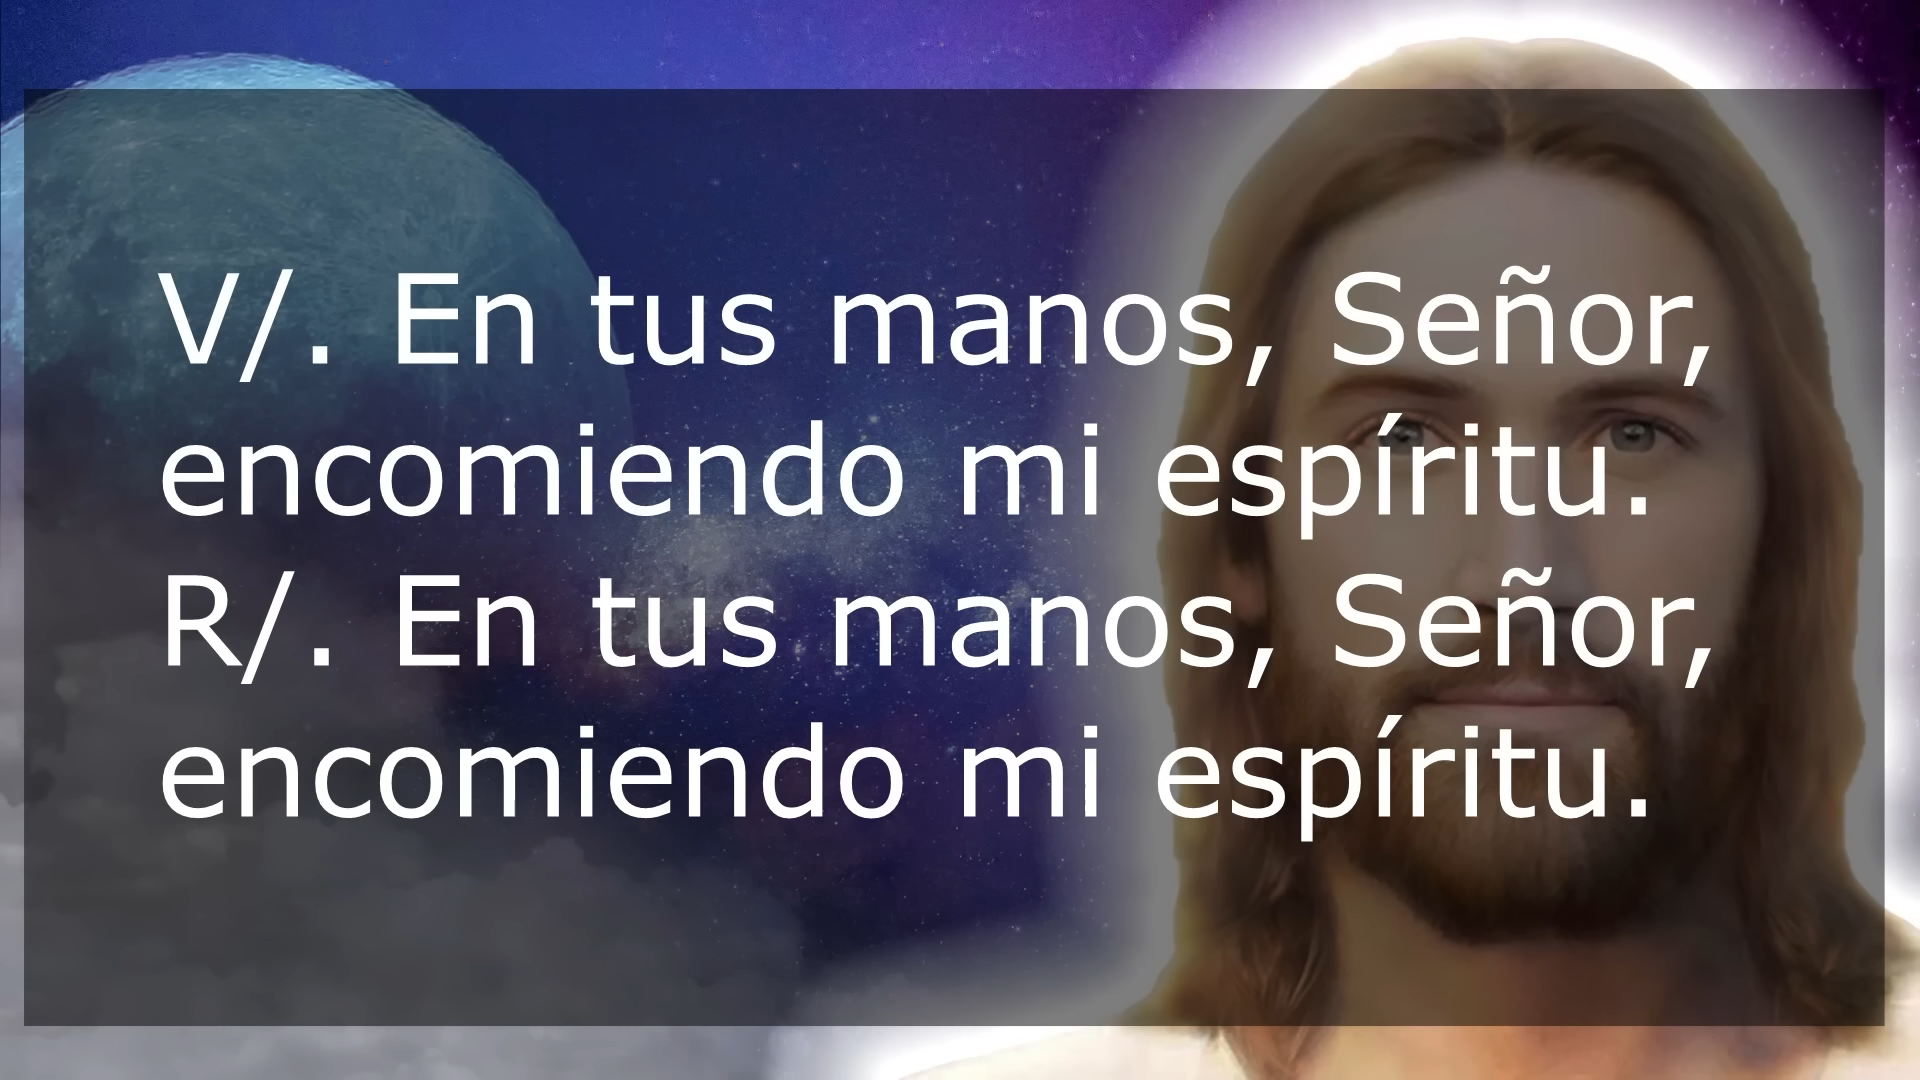 V/. En tus manos, Señor,
encomiendo mi espíritu.
R/. En tus manos, Señor,
encomiendo mi espíritu.